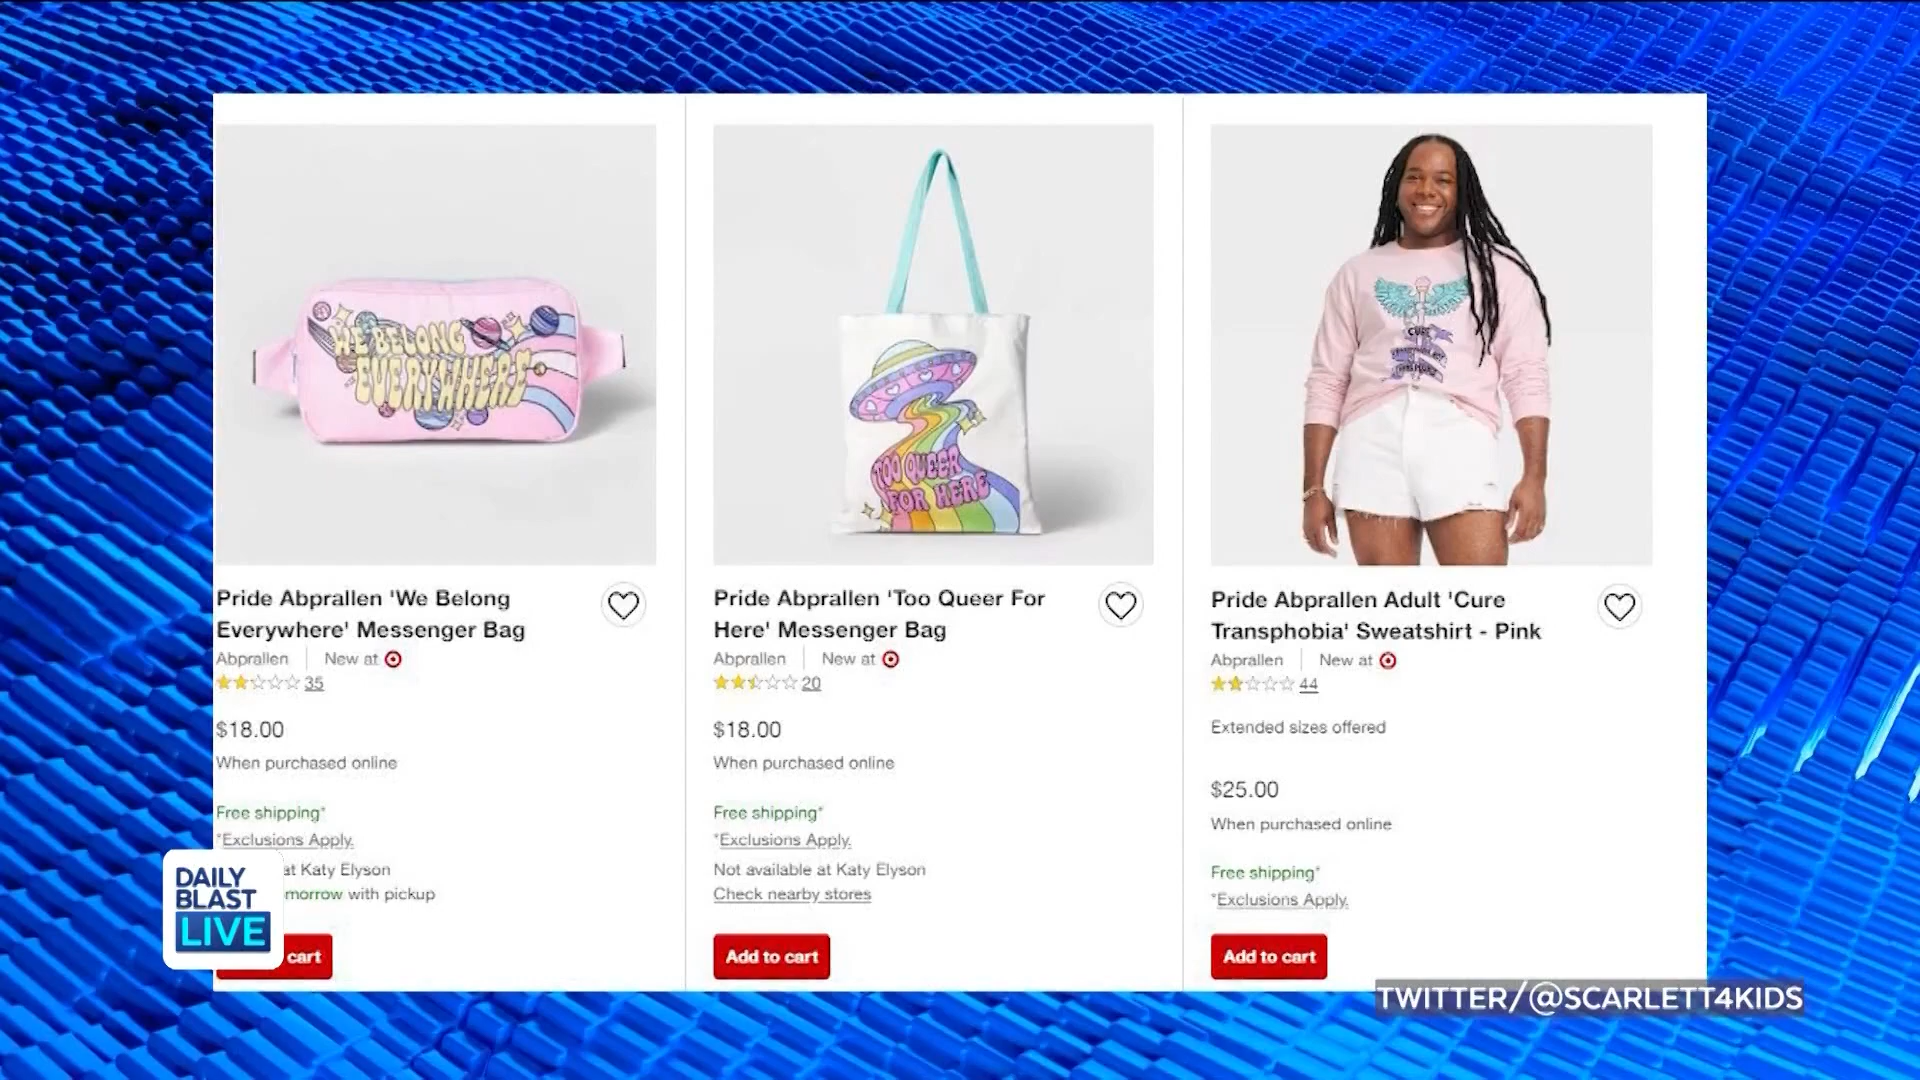 WE BELONG
EVERYWHERE
Pride Abprallen 'We Belong
Everywhere' Messenger Bag
Abprallen New at
35
$18.00
When purchased online
Free shipping*
*Exclusions Apply.
at Katy Elyson
omorrow with pickup
cart
TOO QUEER
FOR HERE
Pride Abprallen 'Too Queer For
Here' Messenger Bag
Abprallen New at
20
$18.00
When purchased online
Free shipping*
*Exclusions Apply.
Not available at Katy Elyson
Check nearby stores
Add to cart
CURE
Pride Abprallen Adult 'Cure
Transphobia' Sweatshirt - Pink
Abprallen New at
44
Extended sizes offered
$25.00
When purchased online
Free shipping*
*Exclusions Apply.
Add to cart
DAILY
BLAST
LIVE
TWITTER/@SCARLETT4KIDS